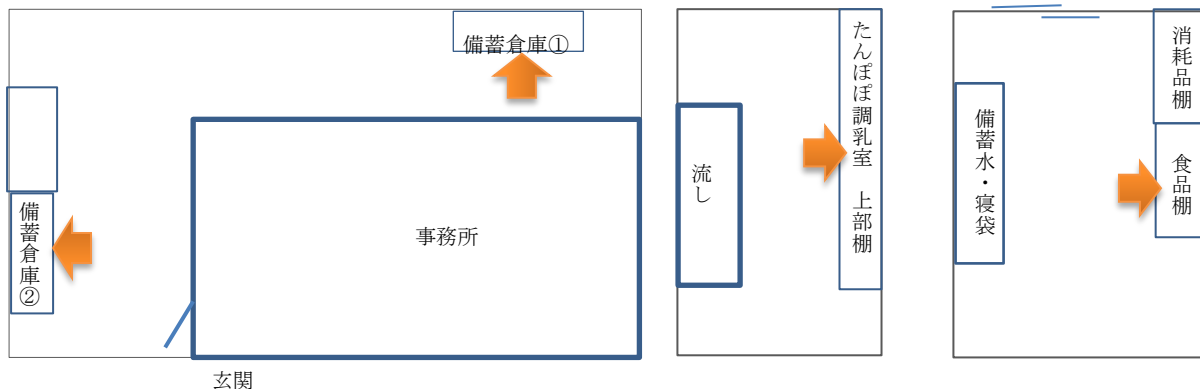 備蓄倉庫①
備蓄倉庫②
事務所
玄関
流し
たんぽぽ調乳室　上部棚
備蓄水・寝袋
消耗品棚
食品棚